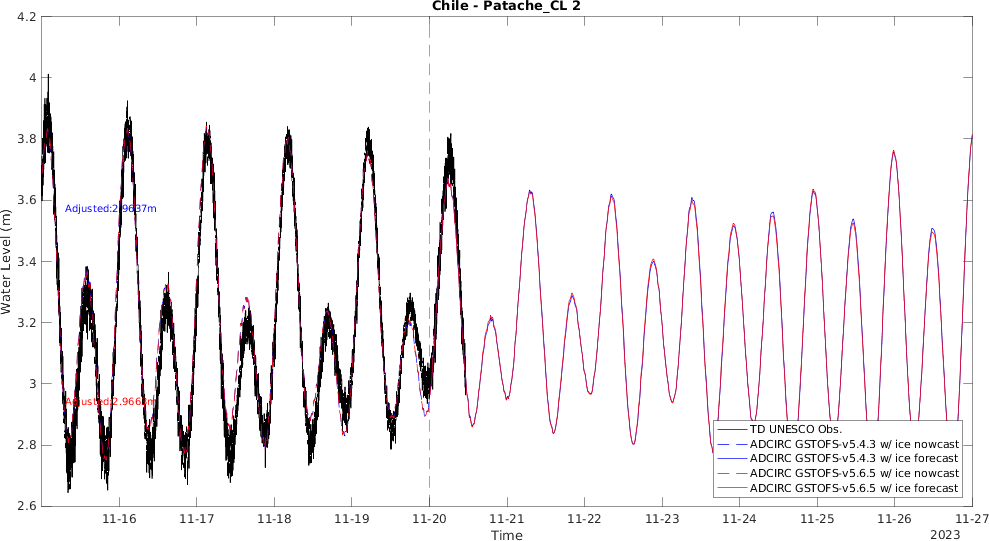 Chile - Patache_CL 2
4.2
4
3.8
3.6
3.4
3.2
3
2.8
2.6
Water Level (m)
Adjusted:2.9637m
Adjusted:2.9663m
TD UNESCO Obs.
ADCIRC GSTOFS-v5.4.3 w/ ice nowcast
ADCIRC GSTOFS-v5.4.3 w/ ice forecast
ADCIRC GSTOFS-v5.6.5 w/ ice nowcast
ADCIRC GSTOFS-v5.6.5 w/ ice forecast
11-16 11-17 11-18 11-19 11-20 11-21 11-22 11-23 11-24 11-25 11-26 11-27
Time
2023